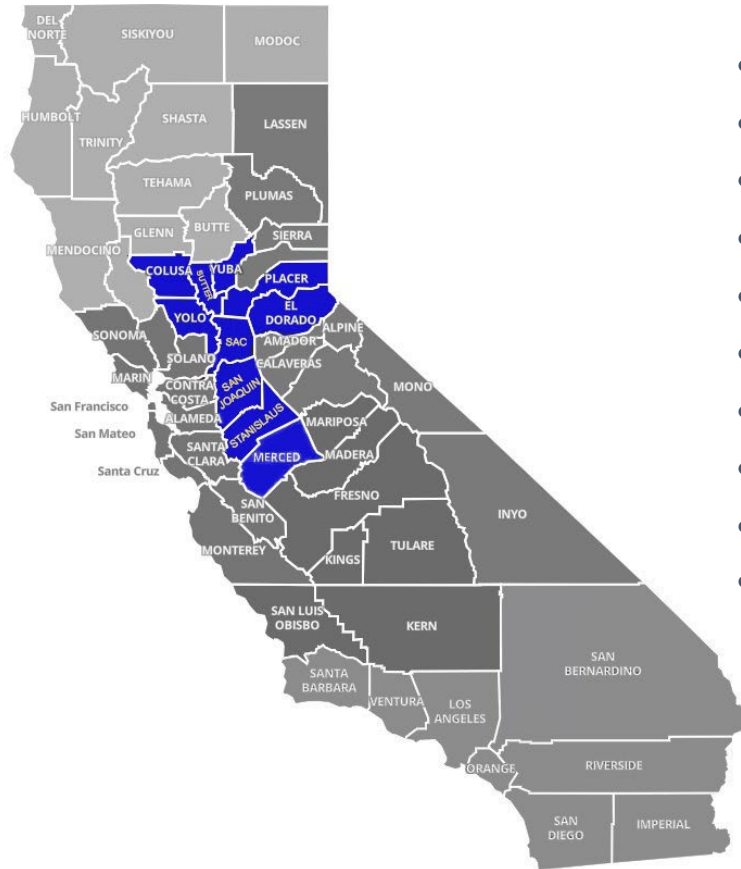 DEL
NORTE
SISKIYOU
MODOC
HUMBOLT
TRINITY
SHASTA
LASSEN
TEHAMA
PLUMAS
GLENN
BUTTE
SIERRA
MENDOCINO
COLUSA
SUTTER
YUBA
PLACER
YOLO
EL
DORADO
SONOMA
SAC
ALPINE
AMADOR
SOLANO
CALAVERAS
MARIN
CONTRA
COSTA
SAN
JOAQUIN
MONO
San Francisco
ALAMEDA
STANISLAUS
MARIPOSA
San Mateo
SANTA
CLARA
MERCED
MADERA
Santa Cruz
FRESNO
SAN
BENITO
INYO
MONTEREY
KINGS
TULARE
SAN LUIS
OBISBO
KERN
SAN
BERNARDINO
SANTA
BARBARA
VENTURA
LOS
ANGELES
ORANGE
RIVERSIDE
SAN
DIEGO
IMPERIAL